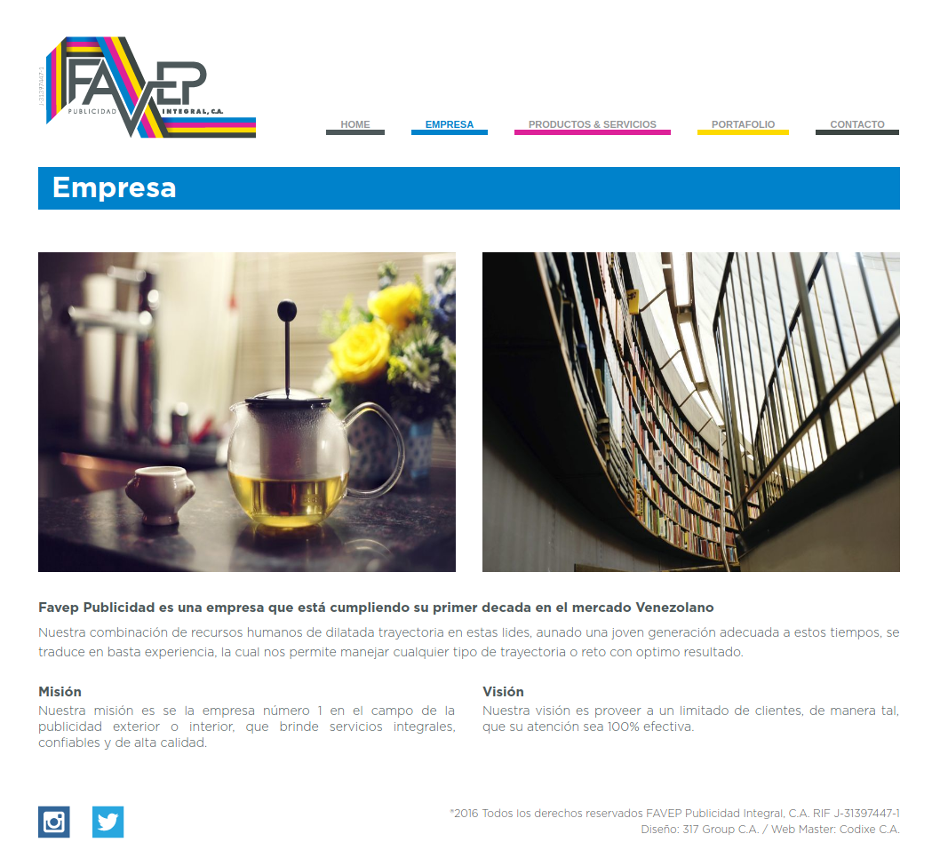 J-31397447-1
FAVEP
PUBLICIDAD INTEGRAL, C.A.
HOME EMPRESA PRODUCTOS & SERVICIOS PORTAFOLIO CONTACTO
Empresa
Favep Publicidad es una empresa que está cumpliendo su primer decada en el mercado Venezolano
Nuestra combinación de recursos humanos de dilatada trayectoria en estas lides, aunado una joven generación adecuada a estos tiempos, se
traduce en basta experiencia, la cual nos permite manejar cualquier tipo de trayectoria o reto con optimo resultado.
Misión
Nuestra misión es se la empresa número 1 en el campo de la
publicidad exterior o interior, que brinde servicios integrales,
confiables y de alta calidad.
Visión
Nuestra visión es proveer a un limitado de clientes, de manera tal,
que su atención sea 100% efectiva.
*2016 Todos los derechos reservados FAVEP Publicidad Integral, C.A. RIF J-31397447-1
Diseño: 317 Group C.A. / Web Master: Codixe C.A.